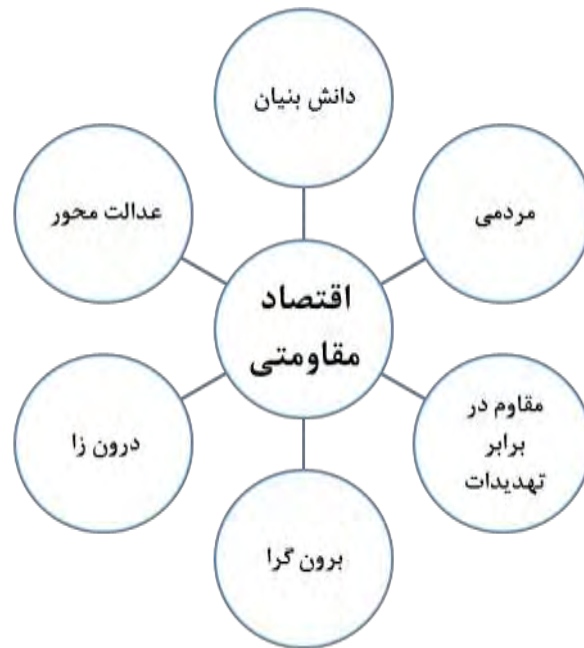 دانش بنیان
مردمی
عدالت محور
اقتصاد
مقاومتی
مقاوم در
برابر
تهدیدات
درون زا
برون گرا